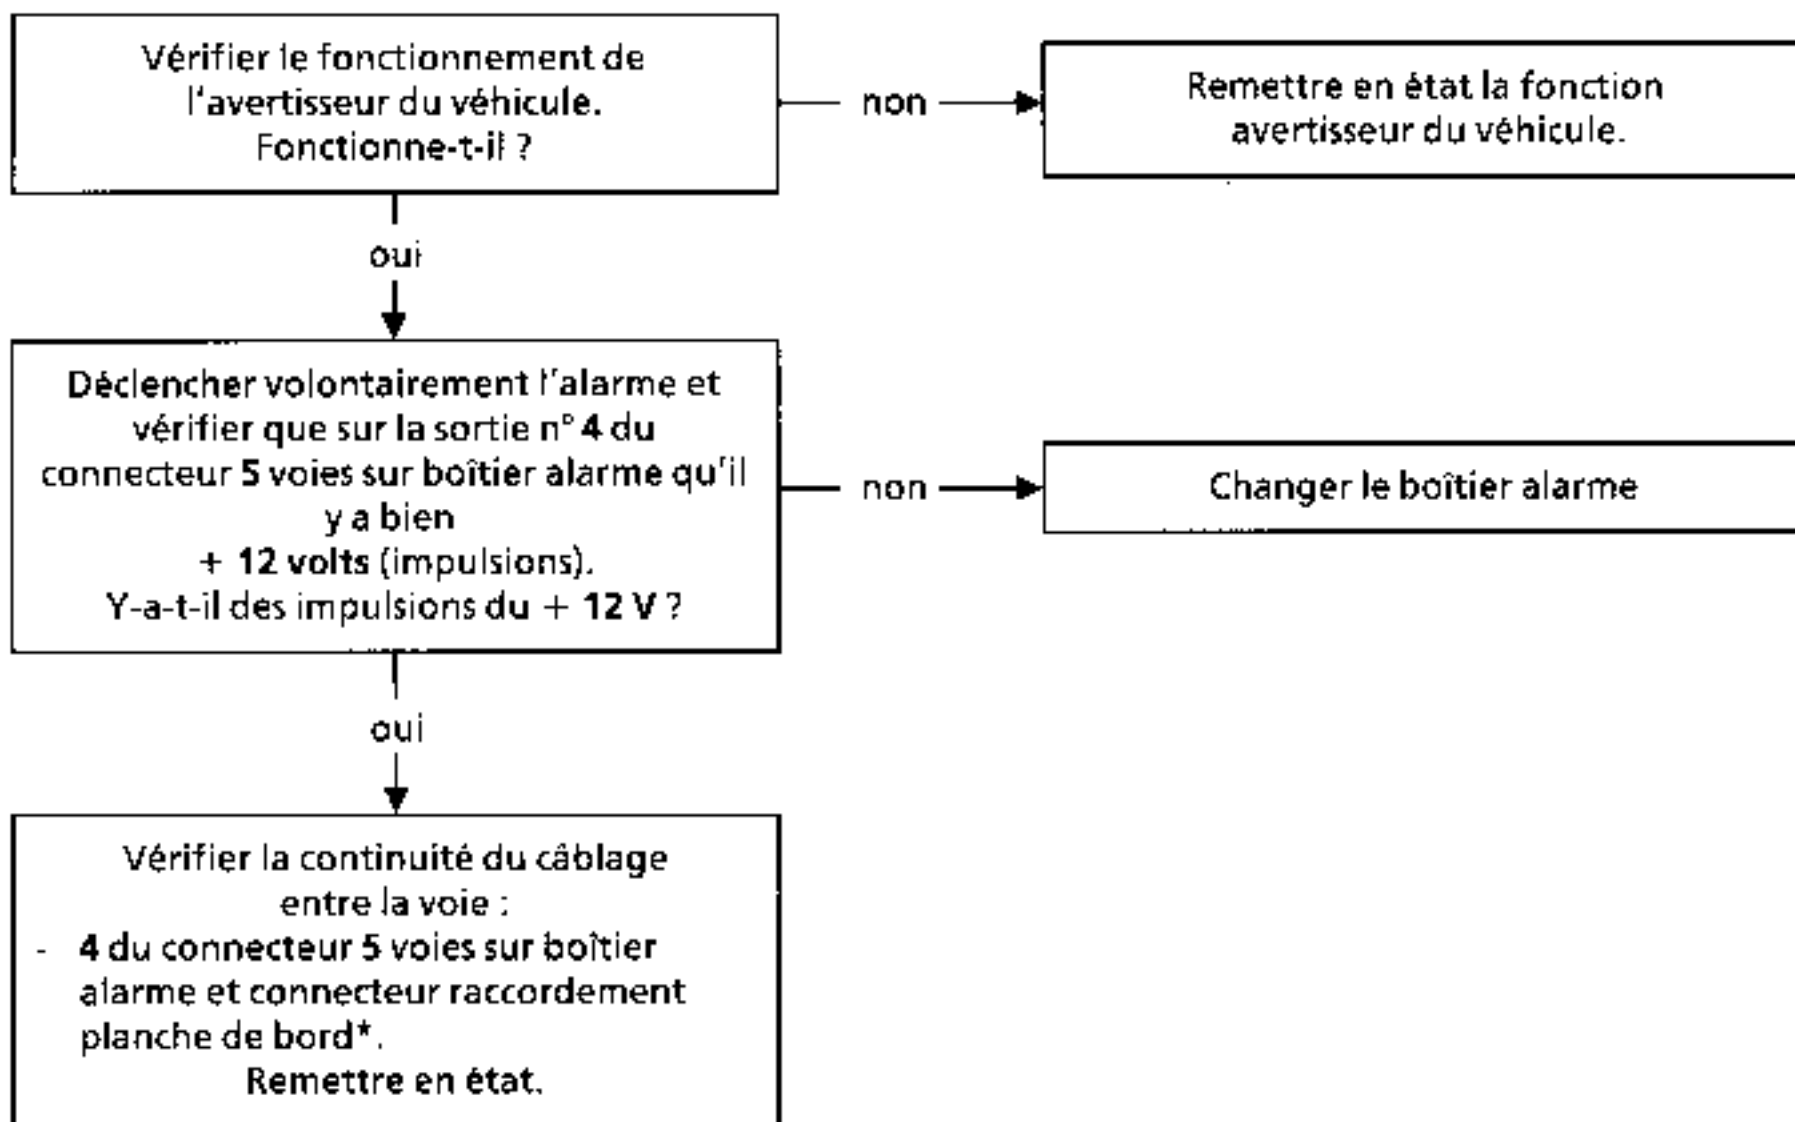 Vérifier le fonctionnement de
l'avertisseur du véhicule.
Fonctionne-t-il ?
non
Remettre en état la fonction
avertisseur du véhicule.
oui
Déclencher volontairement l'alarme et
vérifier que sur la sortie n° 4 du
connecteur 5 voies sur boîtier alarme qu'il
y a bien
+ 12 volts (impulsions).
Y-a-t-il des impulsions du + 12 V ?
non
Changer le boîtier alarme
oui
Vérifier la continuité du câblage
entre la voie :
- 4 du connecteur 5 voies sur boîtier
alarme et connecteur raccordement
planche de bord*.
Remettre en état.